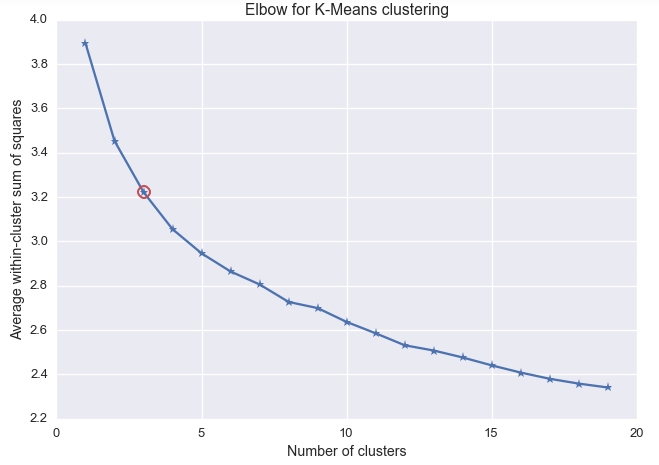 Elbow for K-Means clustering
4.0
3.8
3.6
3.4
3.2
3.0
2.8
2.6
2.4
2.2
Average within-cluster sum of squares
0 5 10 15 20
Number of clusters